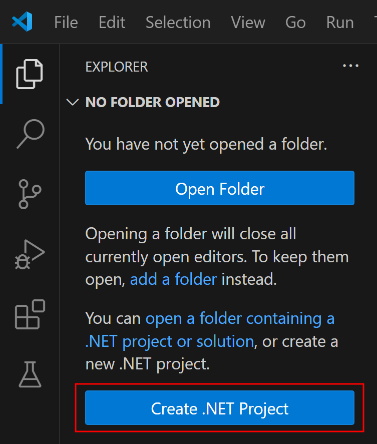 File Edit Selection View Go Run
EXPLORER ...
NO FOLDER OPENED
You have not yet opened a folder.
Open Folder
Opening a folder will close all
currently open editors. To keep them
open, add a folder instead.
You can open a folder containing a
.NET project or solution, or create a
new .NET project.
Create .NET Project